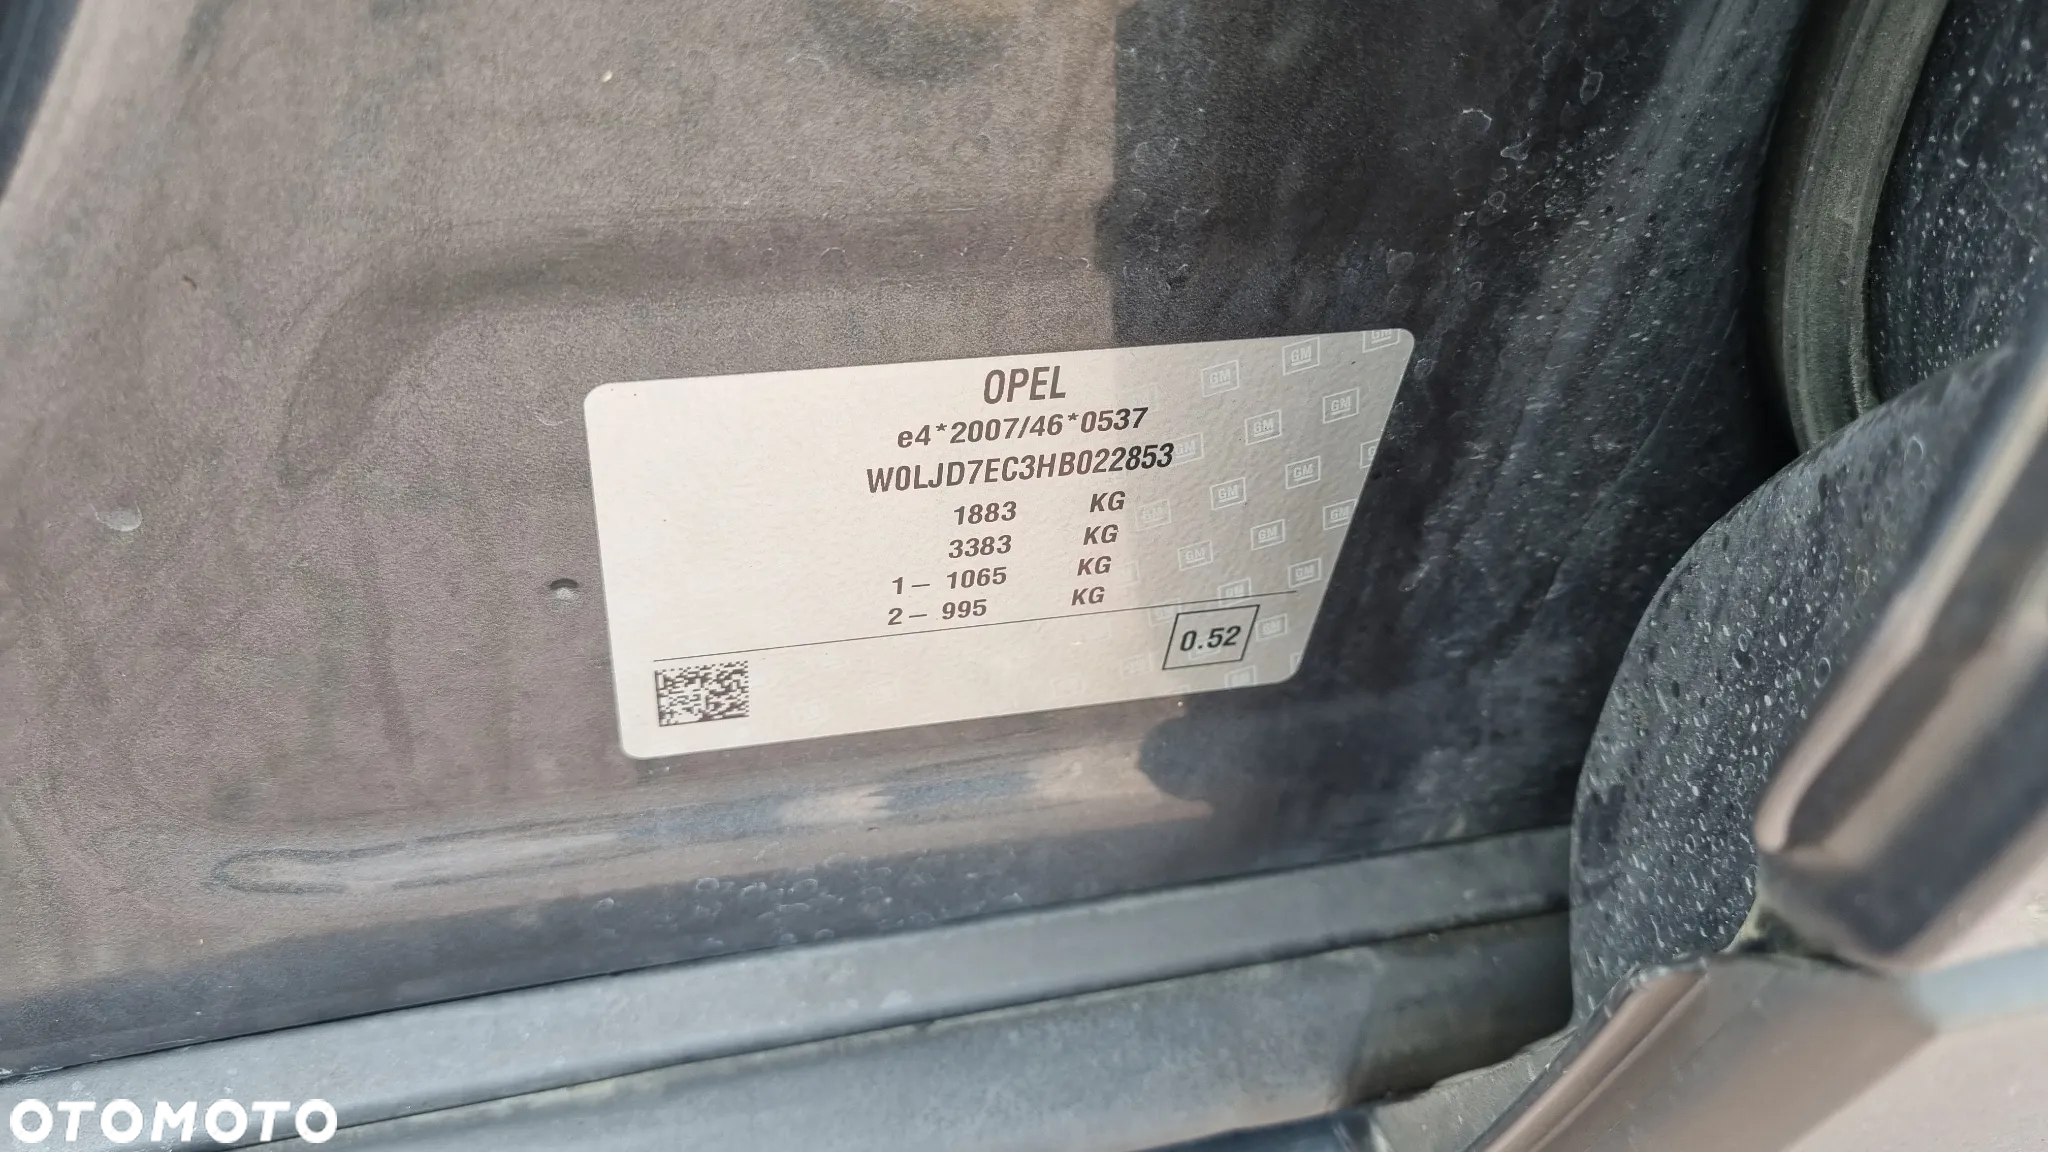 OPEL
e4*2007/46*0537
W0LJD7EC3HB022853
1883 KG
3383 KG
1– 1065 KG
2– 995 KG
0.52
GM
OTOMOTO